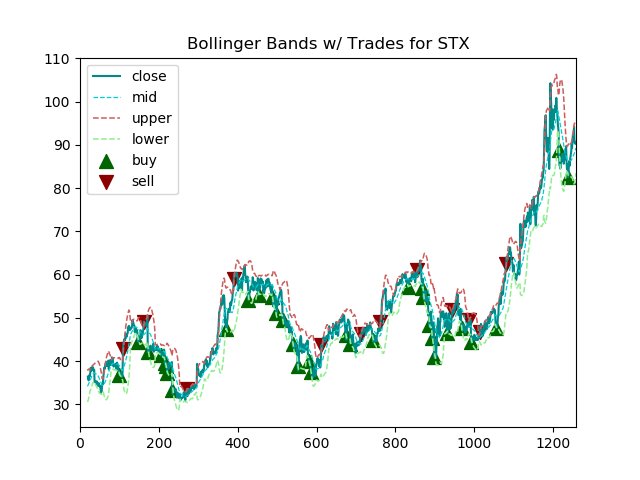 Bollinger Bands w/ Trades for STX
110
100
90
80
70
60
50
40
30
close
mid
upper
lower
buy
sell
0 200 400 600 800 1000 1200